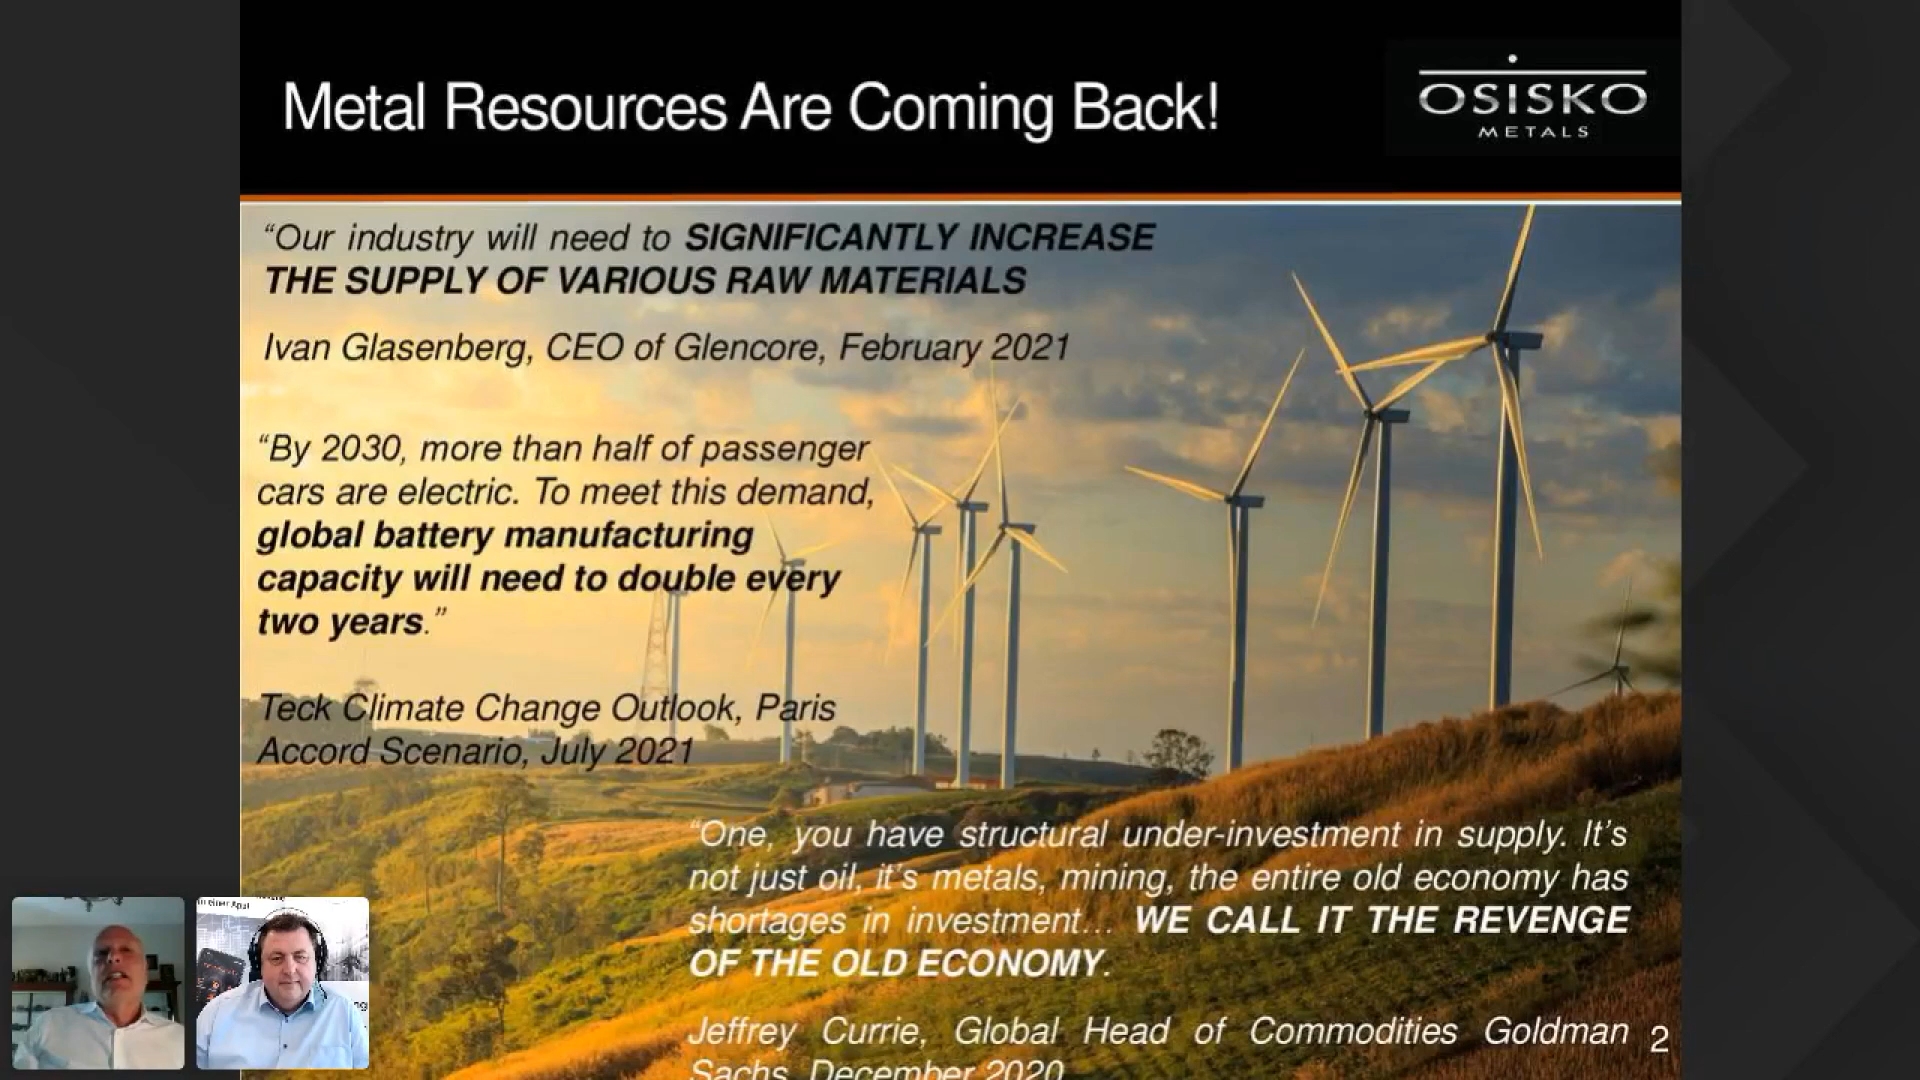 Metal Resources Are Coming Back!
OSISKO
METALS
“Our industry will need to SIGNIFICANTLY INCREASE
THE SUPPLY OF VARIOUS RAW MATERIALS
Ivan Glasenberg, CEO of Glencore, February 2021
“By 2030, more than half of passenger
cars are electric. To meet this demand,
global battery manufacturing
capacity will need to double every
two years.”
Teck Climate Change Outlook, Paris
Accord Scenario, July 2021
“One, you have structural under-investment in supply. It’s
not just oil, it’s metals, mining, the entire old economy has
shortages in investment… WE CALL IT THE REVENGE
OF THE OLD ECONOMY.
Jeffrey Currie, Global Head of Commodities Goldman
Sachs, December 2020
2